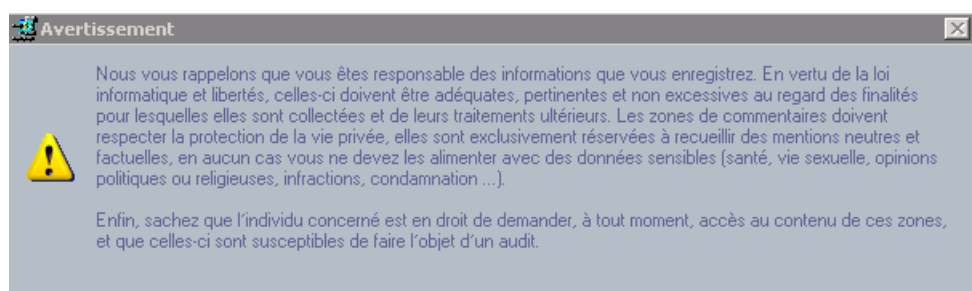 Avertissement
Nous vous rappelons que vous êtes responsable des informations que vous enregistrez. En vertu de la loi
informatique et libertés, celles-ci doivent être adéquates, pertinentes et non excessives au regard des finalités
pour lesquelles elles sont collectées et de leurs traitements ultérieurs. Les zones de commentaires doivent
respecter la protection de la vie privée, elles sont exclusivement réservées à recueillir des mentions neutres et
factuelles, en aucun cas vous ne devez les alimenter avec des données sensibles (santé, vie sexuelle, opinions
politiques ou religieuses, infractions, condamnation ...).
Enfin, sachez que l'individu concerné est en droit de demander, à tout moment, accès au contenu de ces zones,
et que celles-ci sont susceptibles de faire l'objet d'un audit.